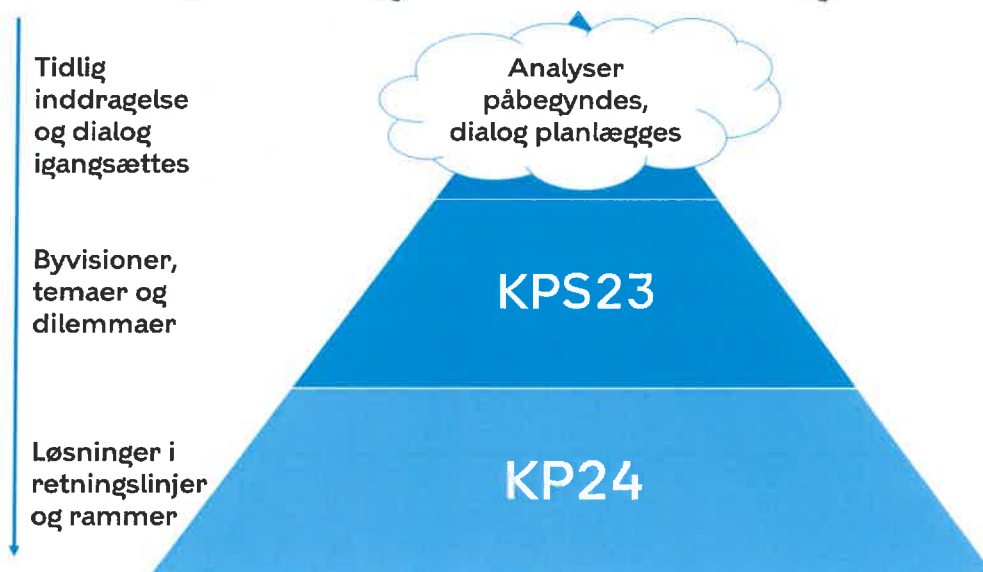 Tidlig
inddragelse
og dialog
igangsættes
Analyser
påbegyndes,
dialog planlægges
Byvisioner,
temaer og
dilemmaer
KPS23
Løsninger i
retningslinjer
og rammer
KP24